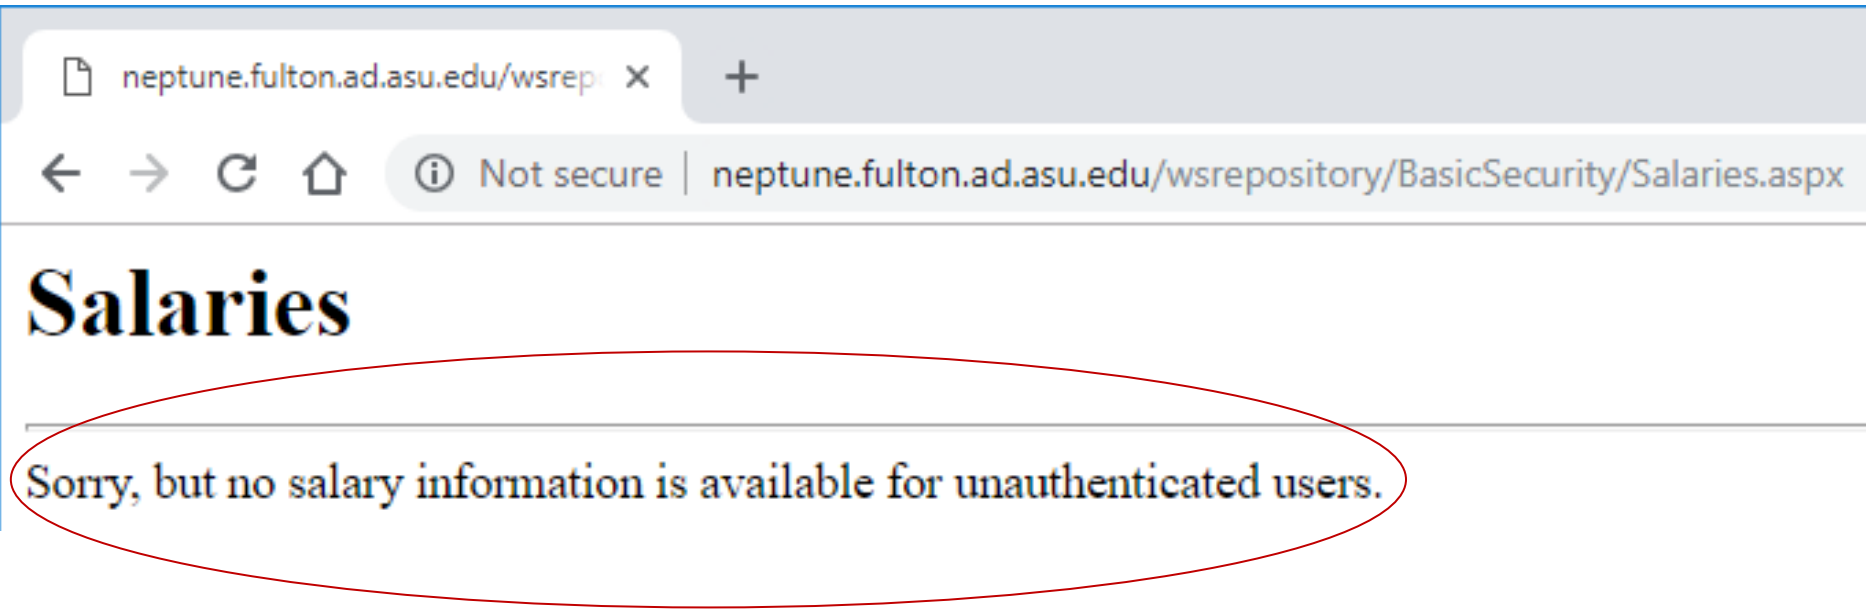 neptune.fulton.ad.asu.edu/wsrep
Not secure neptune.fulton.ad.asu.edu/wsrepository/BasicSecurity/Salaries.aspx
Salaries
Sorry, but no salary information is available for unauthenticated users.